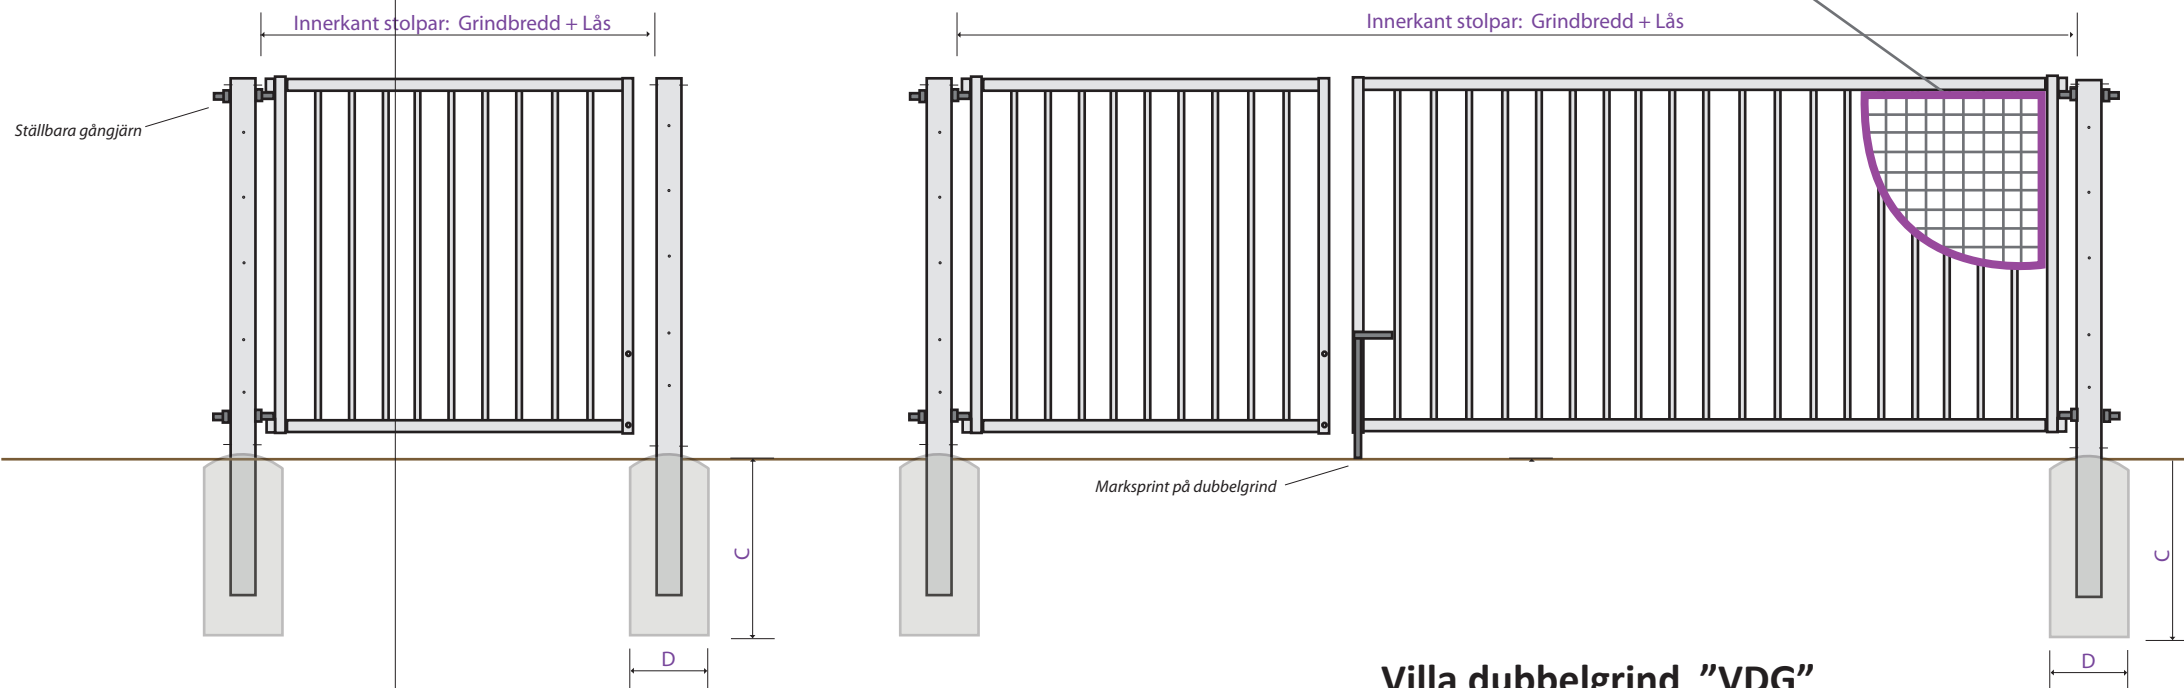 Innerkant stolpar: Grindbredd + Lås
Innerkant stolpar: Grindbredd + Lås
Ställbara gångjärn
Marksprint på dubbelgrind
C
C
D
D
Villa dubbelgrind ”VDG”